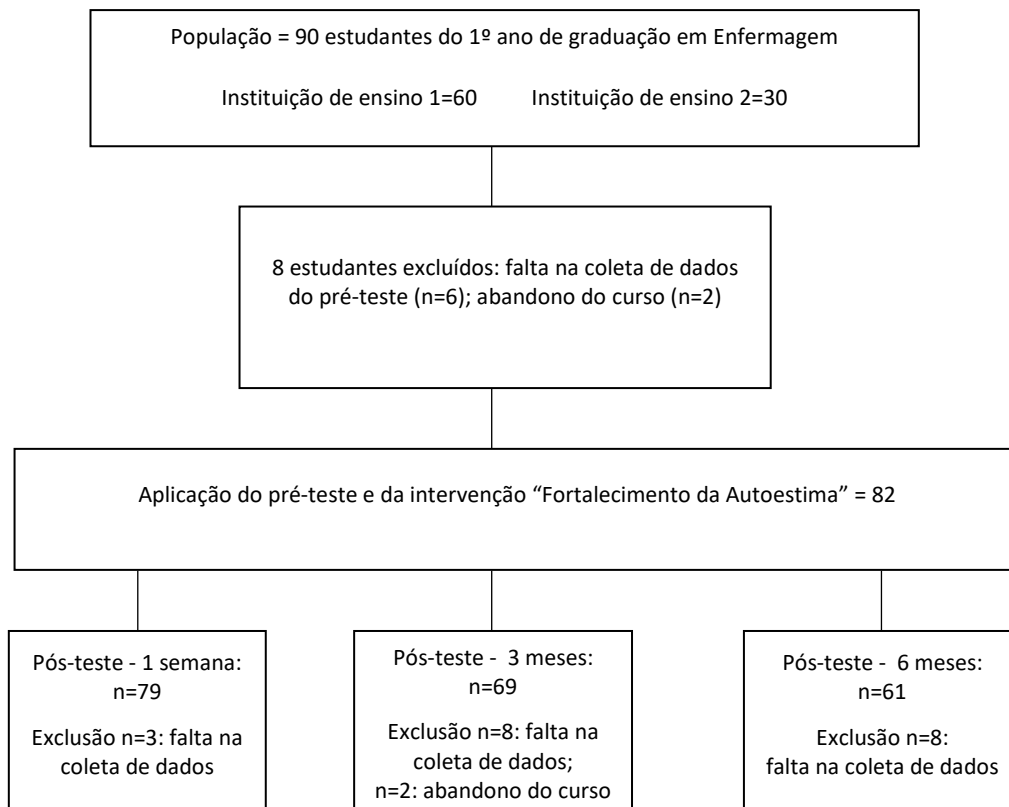 População = 90 estudantes do 1º ano de graduação em Enfermagem
Instituição de ensino 1=60 Instituição de ensino 2=30
8 estudantes excluídos: falta na coleta de dados
do pré-teste (n=6); abandono do curso (n=2)
Aplicação do pré-teste e da intervenção “Fortalecimento da Autoestima” = 82
Pós-teste - 1 semana:
n=79
Exclusão n=3: falta na
coleta de dados
Pós-teste - 3 meses:
n=69
Exclusão n=8: falta na
coleta de dados;
n=2: abandono do curso
Pós-teste - 6 meses:
n=61
Exclusão n=8:
falta na coleta de dados